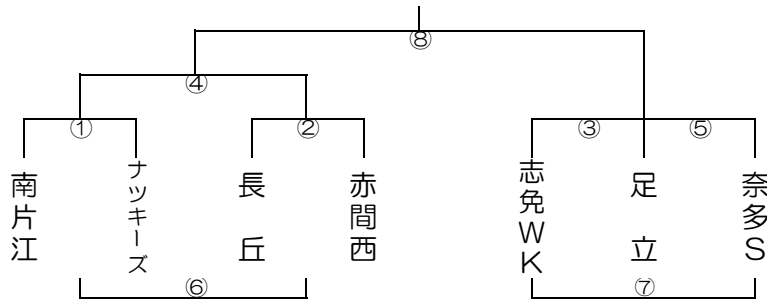 ⑧
④
① ② ③ ⑤
南片江
ナッキーズ
長丘
赤間西
志免WK
足立
奈多S
⑥ ⑦